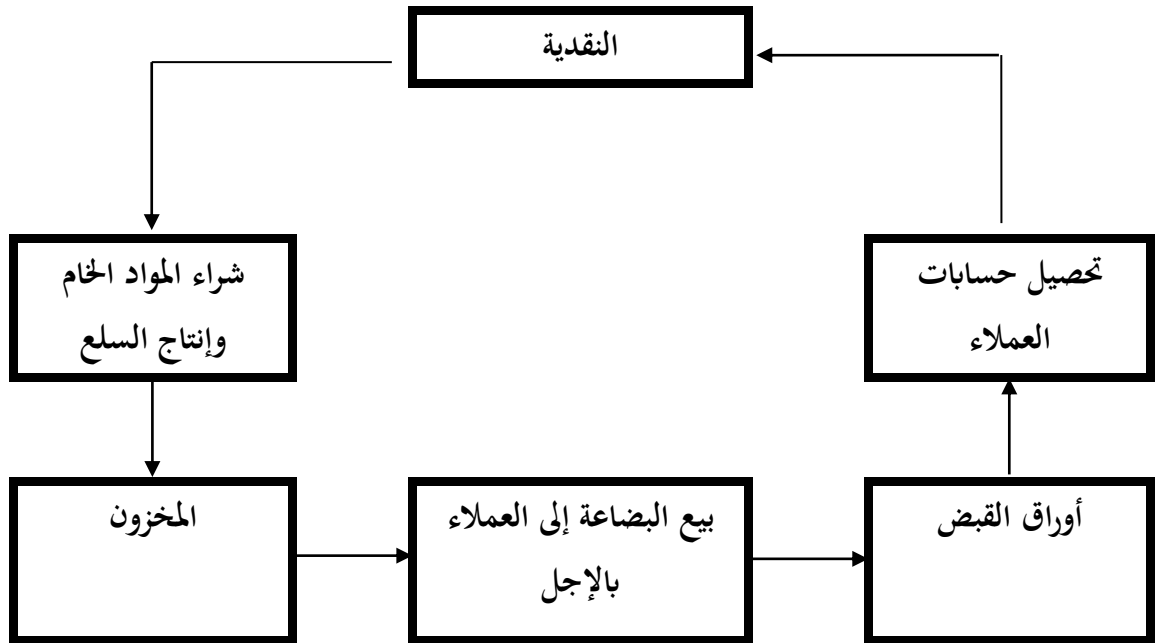 النقدية
تحصيل حسابات
العملاء
شراء المواد الخام
وإنتاج السلع
أوراق القبض
بيع البضاعة إلى العملاء
بالإجل
المخزون